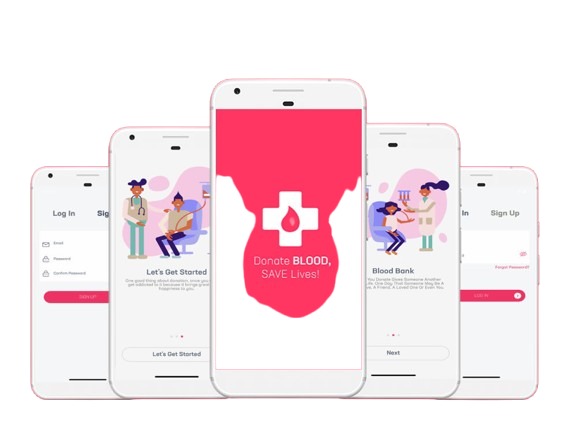 Log In
Sig
Email
Password
Confirm Password
SIGN UP
Let's Get Started
One good thing about donation, once you
get addicted to it because it brings great
happiness to you.
Let's Get Started
Donate BLOOD,
SAVE Lives!
Blood Bank
You Donate Gives Someone Another
Life. One Day, That Someone May Be A
e, A Friend, A Loved One Or Even You.
Next
In
Sign Up
Forgot Password?
LOG IN